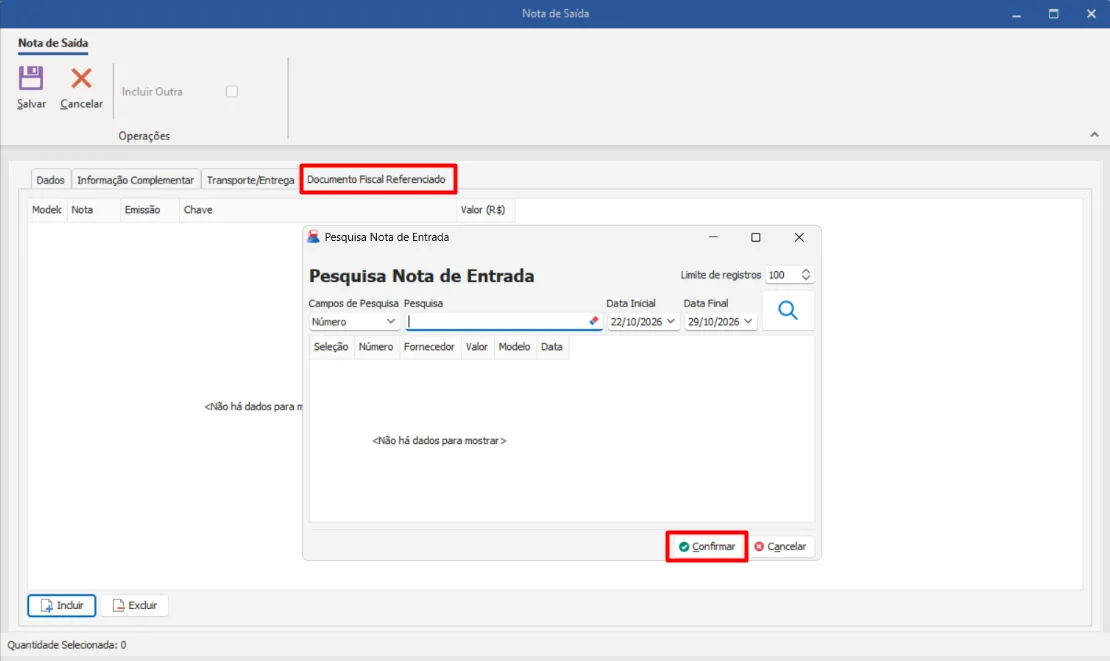 Nota de Saída
Nota de Saída
Salvar
Cancelar
Incluir Outra
Operações
Dados
Informação Complementar
Transporte/Entrega
Documento Fiscal Referenciado
Modelo Nota Emissão Chave Valor (R$)
Pesquisa Nota de Entrada
Pesquisa Nota de Entrada
Limite de registros 100
Campos de Pesquisa Pesquisa Data Inicial Data Final
Número 22/10/2026 29/10/2026
Seleção Número Fornecedor Valor Modelo Data
<Não há dados para m
<Não há dados para mostrar>
Confirmar Cancelar
Incluir Excluir
Quantidade Selecionada: 0